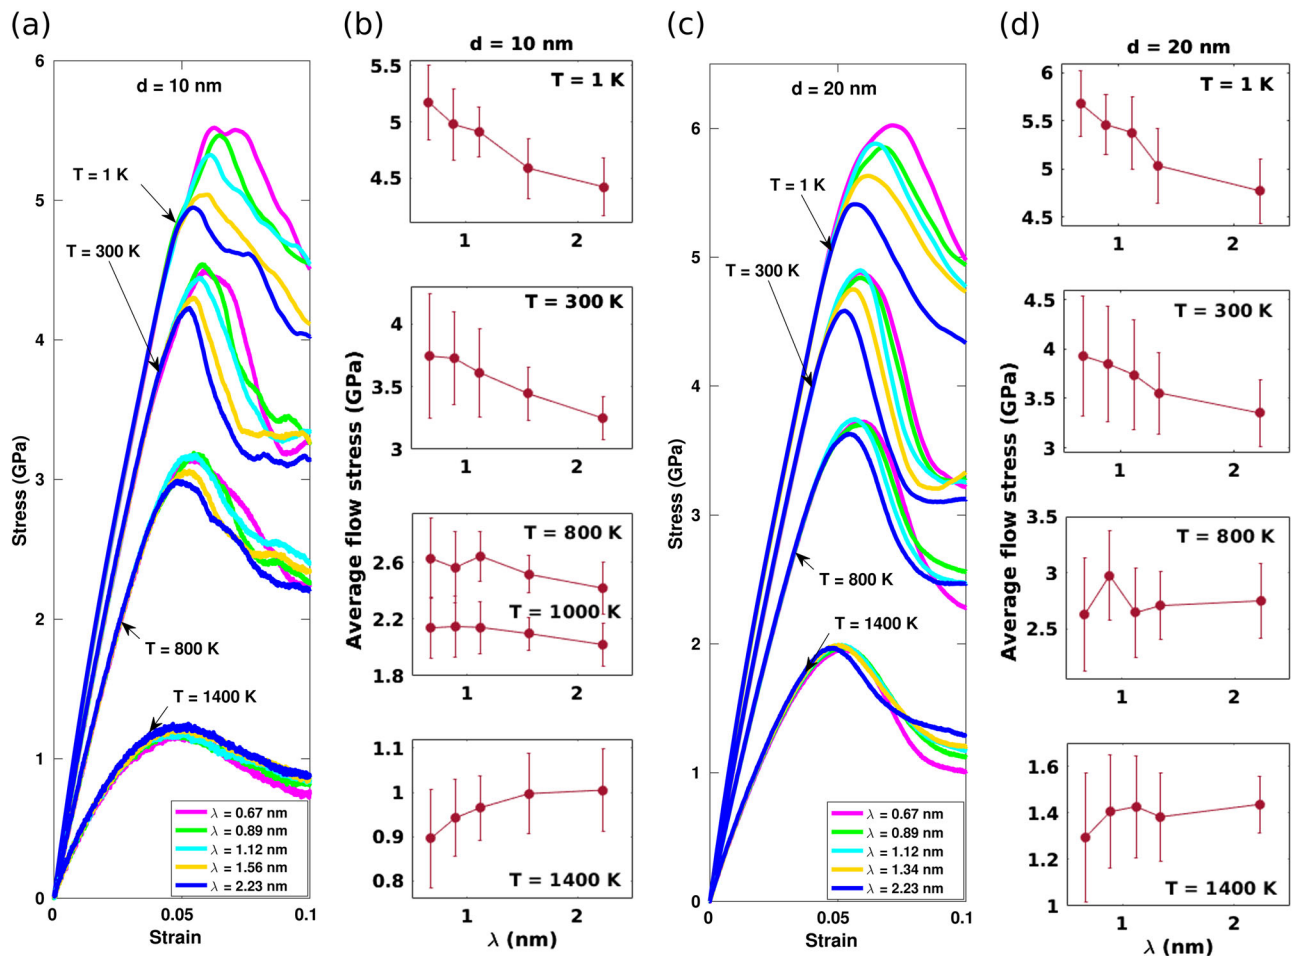 (a)
6
5
4
3
2
1
0
0
0.05
0.1
Stress (GPa)
Strain
d = 10 nm
T = 1 K
T = 300 K
T = 800 K
T = 1400 K
λ = 0.67 nm
λ = 0.89 nm
λ = 1.12 nm
λ = 1.56 nm
λ = 2.23 nm
(b)
d = 10 nm
T = 1 K
5.5
5
4.5
1
2
T = 300 K
4
3.5
3
1
2
Average flow stress (GPa)
T = 800 K
2.6
T = 1000 K
2.2
1.8
1
2
1.1
1
0.9
0.8
T = 1400 K
1
2
λ (nm)
(c)
d = 20 nm
6
5
4
3
2
1
0
0
0.05
0.1
Stress (GPa)
Strain
T = 1 K
T = 300 K
T = 800 K
T = 1400 K
λ = 0.67 nm
λ = 0.89 nm
λ = 1.12 nm
λ = 1.34 nm
λ = 2.23 nm
(d)
d = 20 nm
T = 1 K
6
5.5
5
4.5
1
2
T = 300 K
4.5
4
3.5
3
1
2
Average flow stress (GPa)
T = 800 K
3.5
3
2.5
1
2
1.6
1.4
1.2
1
T = 1400 K
1
2
λ (nm)